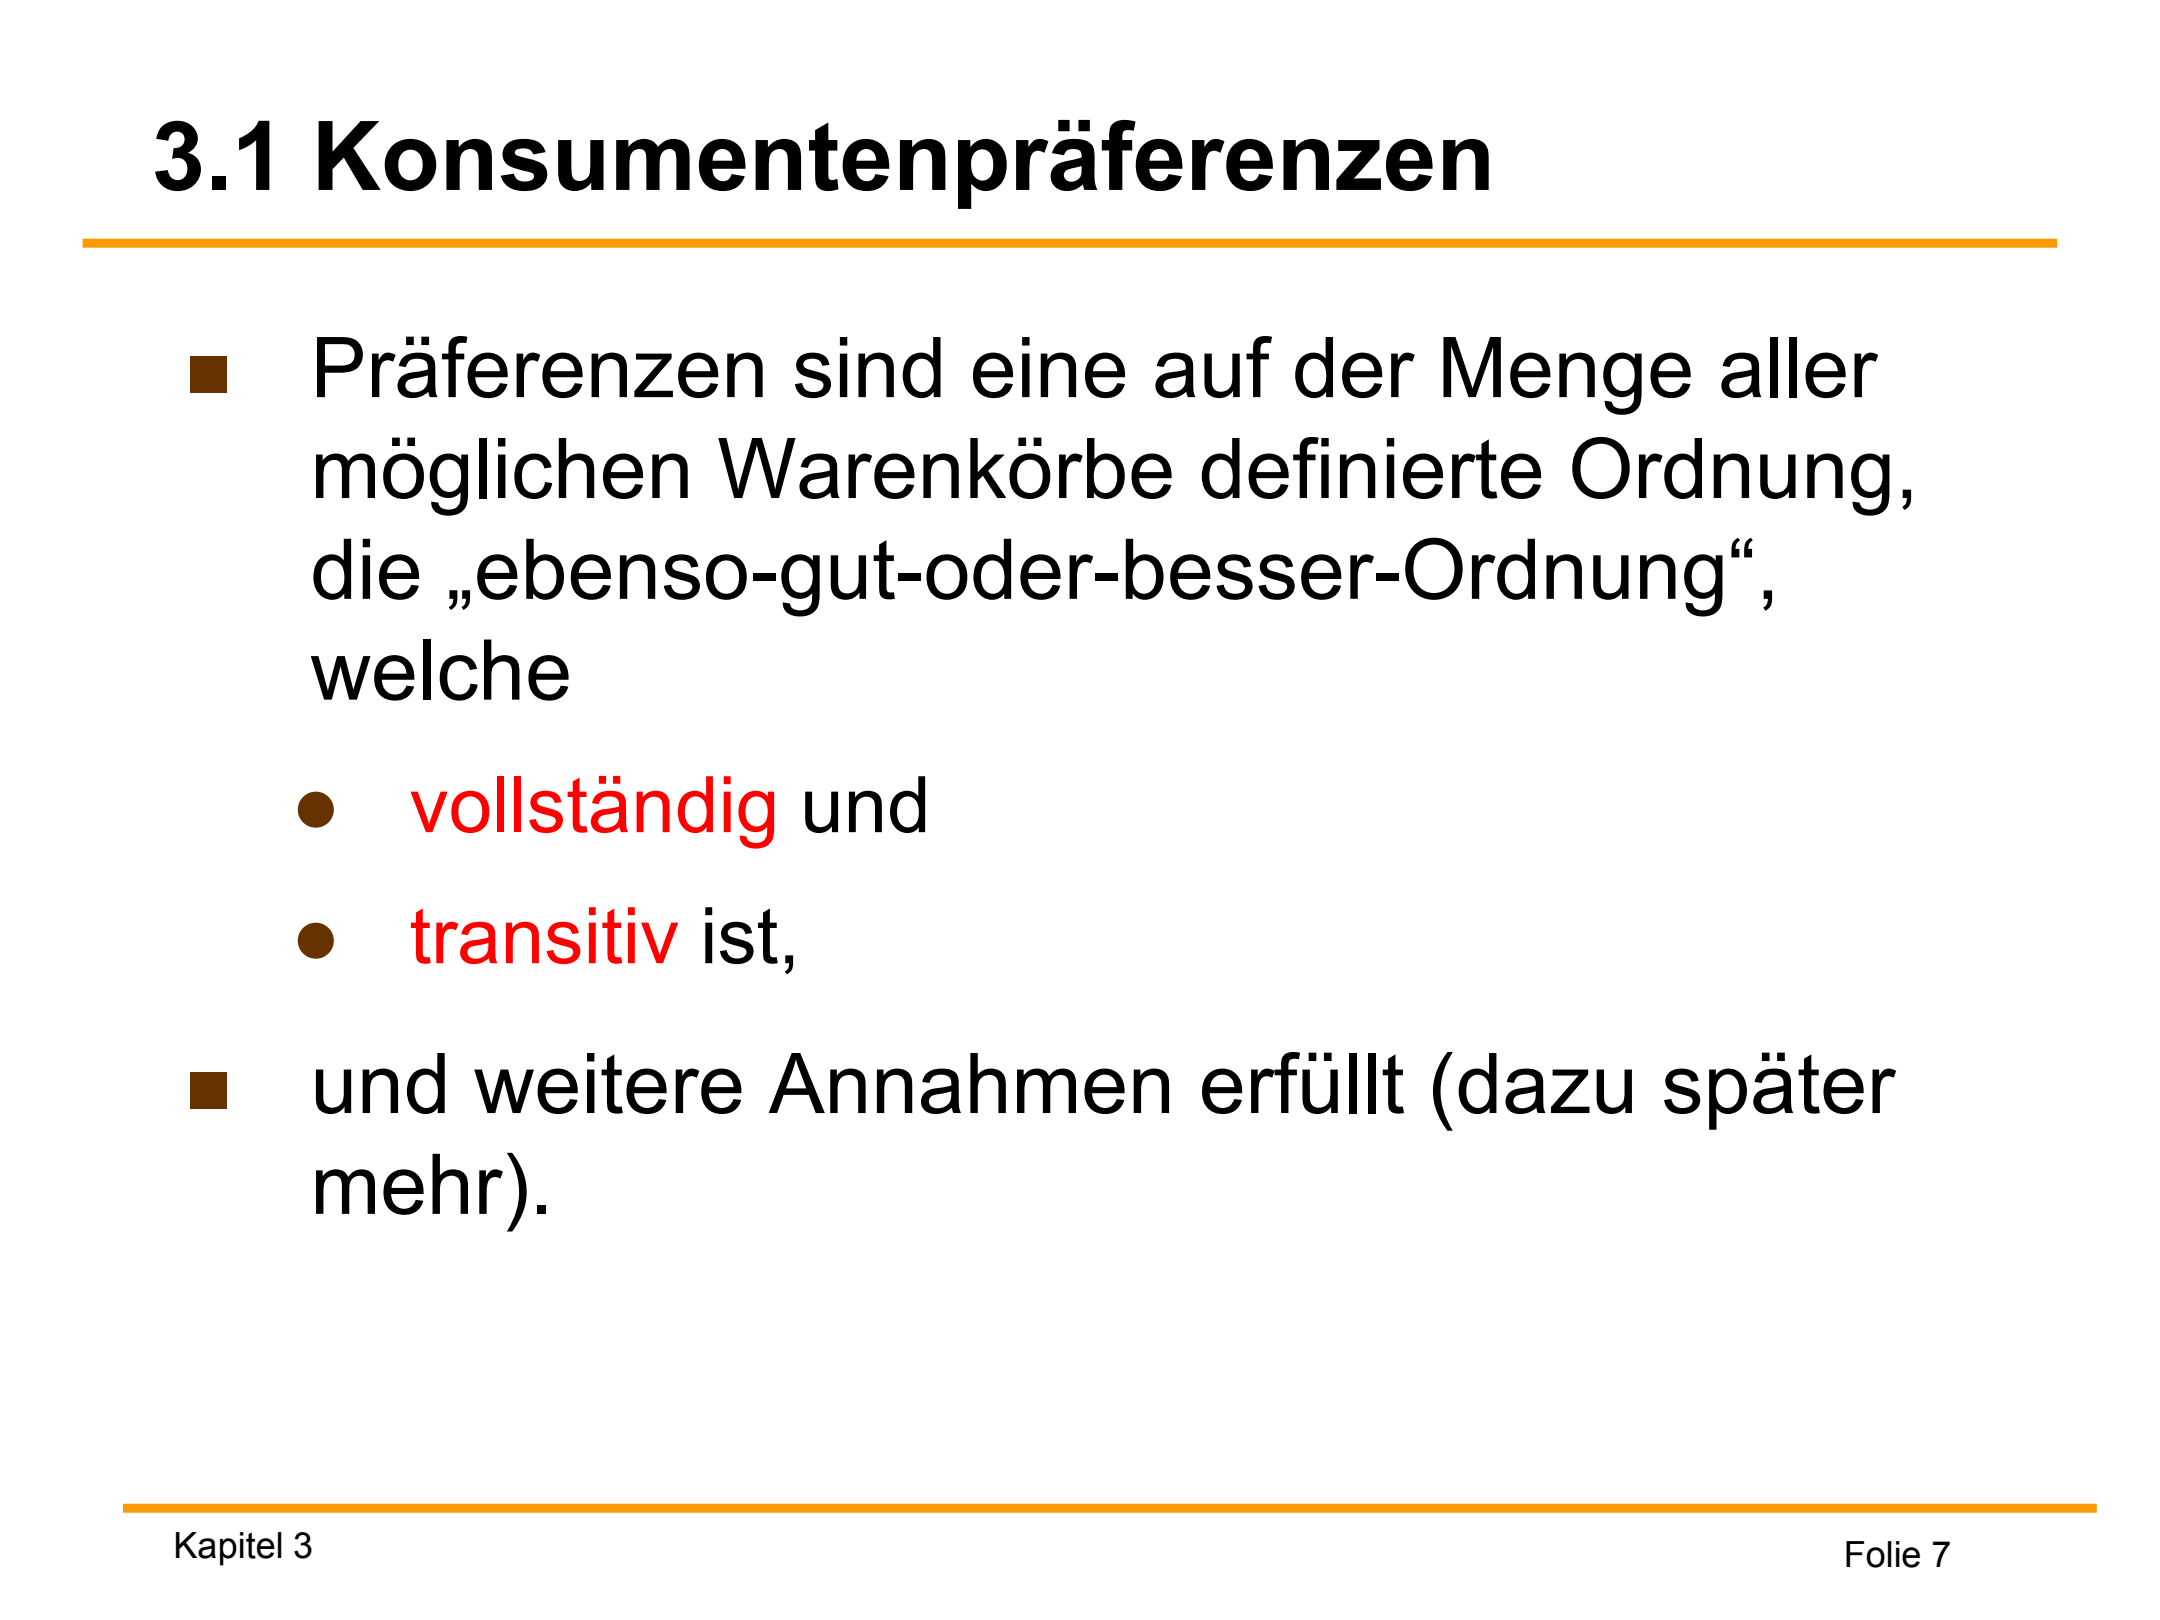 3.1 Konsumentenpräferenzen
Präferenzen sind eine auf der Menge aller
möglichen Warenkörbe definierte Ordnung,
die „ebenso-gut-oder-besser-Ordnung“,
welche
vollständig und
transitiv ist,
und weitere Annahmen erfüllt (dazu später
mehr).
Kapitel 3
Folie 7